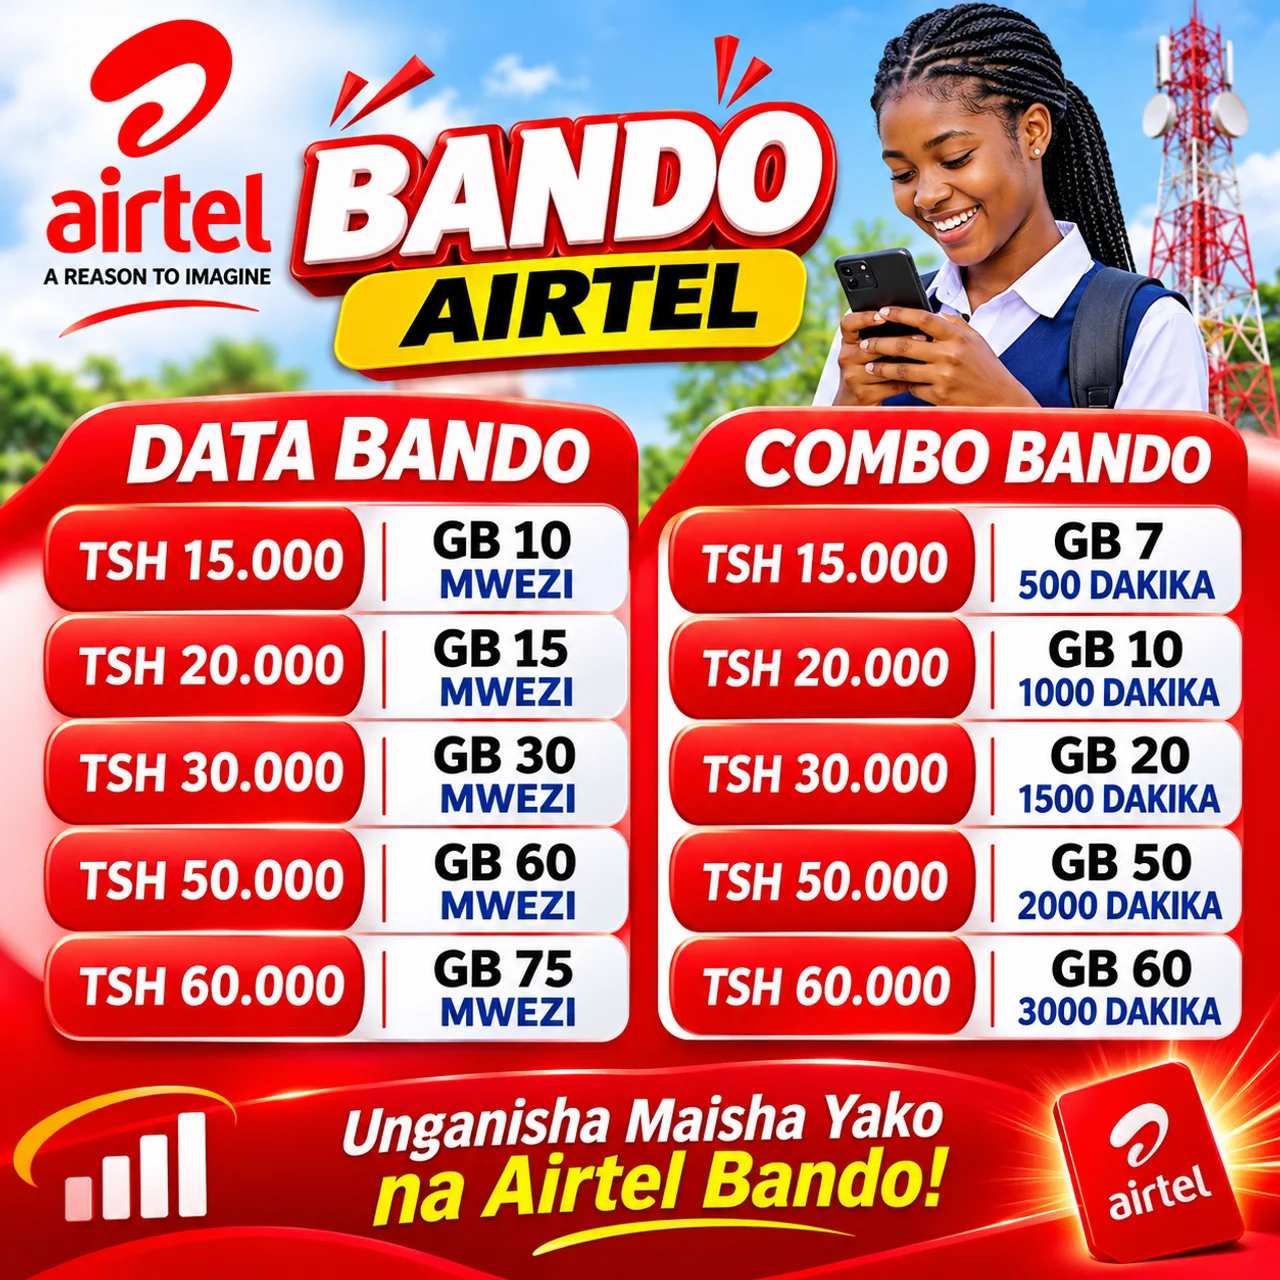 airtel
A REASON TO IMAGINE
BANDO
AIRTEL
DATA BANDO
TSH 15.000
GB 10
MWEZI
TSH 20.000
GB 15
MWEZI
TSH 30.000
GB 30
MWEZI
TSH 50.000
GB 60
MWEZI
TSH 60.000
GB 75
MWEZI
COMBO BANDO
TSH 15.000
GB 7
500 DAKIKA
TSH 20.000
GB 10
1000 DAKIKA
TSH 30.000
GB 20
1500 DAKIKA
TSH 50.000
GB 50
2000 DAKIKA
TSH 60.000
GB 60
3000 DAKIKA
Unganisha Maisha Yako
na Airtel Bando!
airtel